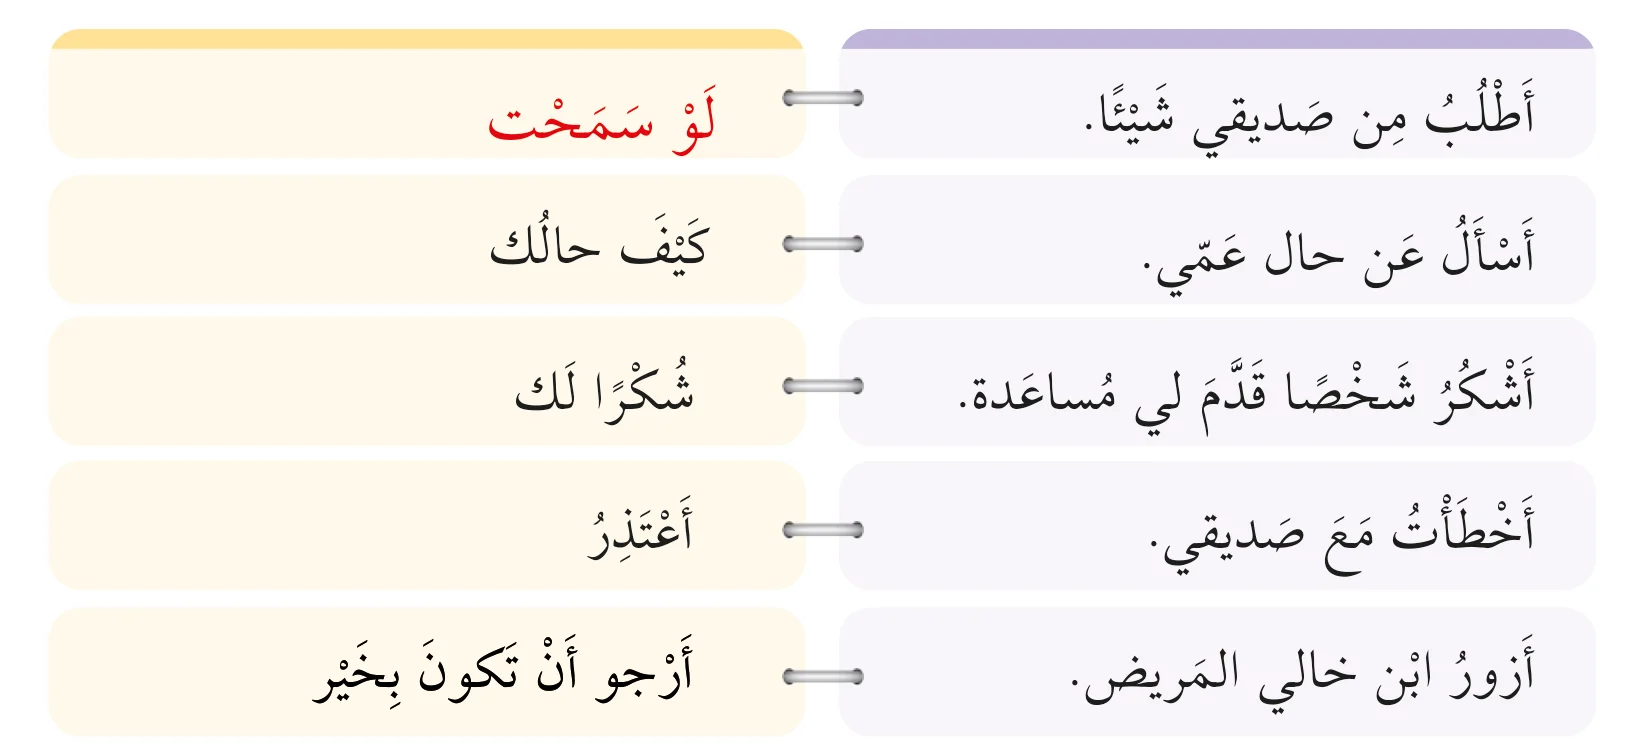 أَطْلُبُ مِن صَديقي شَيْئًا.
لَوْ سَمَحْت
أَسْأَلُ عَن حال عَمّي.
كَيْفَ حالُك
أَشْكُرُ شَخْصًا قَدَّمَ لي مُساعَدة.
شُكْرًا لَك
أَخْطَأْتُ مَعَ صَديقي.
أَعْتَذِرُ
أَزورُ ابْن خالي المَريض.
أَرْجو أَنْ تَكونَ بِخَيْر